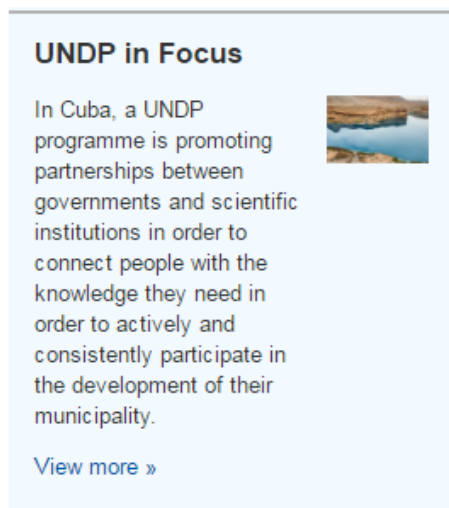 UNDP in Focus
In Cuba, a UNDP
programme is promoting
partnerships between
governments and scientific
institutions in order to
connect people with the
knowledge they need in
order to actively and
consistently participate in
the development of their
municipality.
View more »